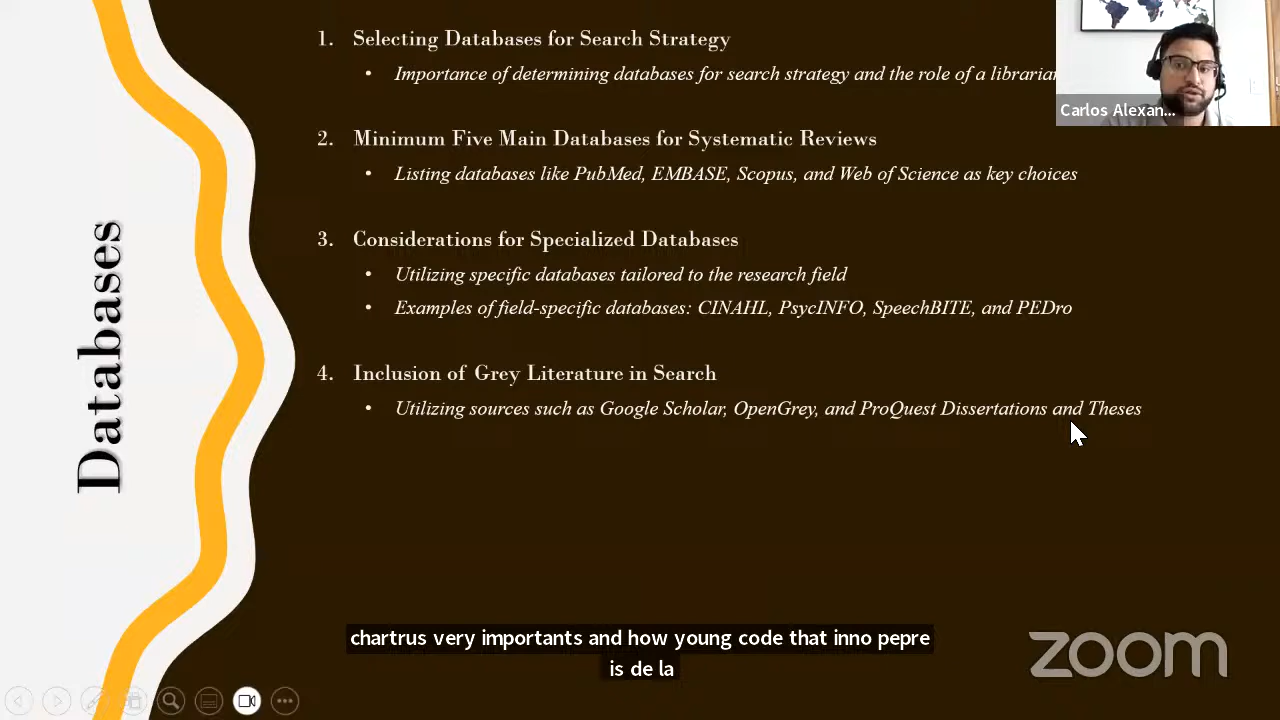 1. Selecting Databases for Search Strategy
• Importance of determining databases for search strategy and the role of a librarian
Carlos Alexan...
2. Minimum Five Main Databases for Systematic Reviews
• Listing databases like PubMed, EMBASE, Scopus, and Web of Science as key choices
3. Considerations for Specialized Databases
• Utilizing specific databases tailored to the research field
• Examples of field-specific databases: CINAHL, PsycINFO, SpeechBITE, and PEDro
4. Inclusion of Grey Literature in Search
• Utilizing sources such as Google Scholar, OpenGrey, and ProQuest Dissertations and Theses
Databases
chartrus very importants and how young code that inno pepre
is de la
zoom